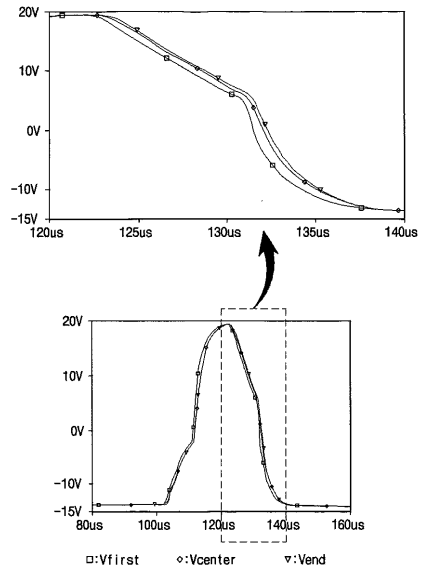 20V
10V
0V
-10V
-15V
120us 125us 130us 135us 140us
20V
10V
0V
-10V
-15V
80us 100us 120us 140us 160us
□:Vfirst ◇:Vcenter ▽:Vend